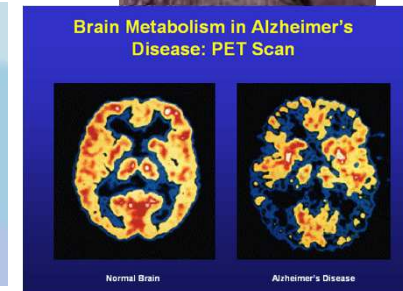 Brain Metabolism in Alzheimer's
Disease: PET Scan
Normal Brain
Alzheimer's Disease